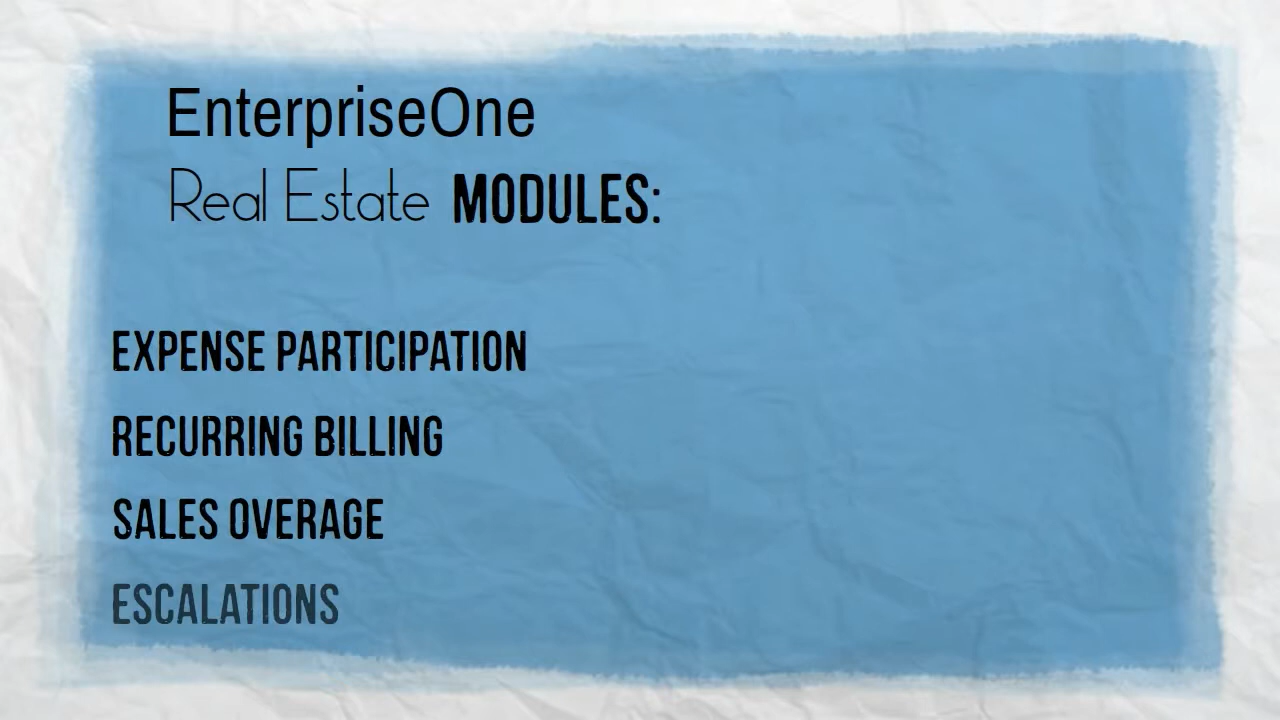 EnterpriseOne
Real Estate MODULES:
EXPENSE PARTICIPATION
RECURRING BILLING
SALES OVERAGE
ESCALATIONS